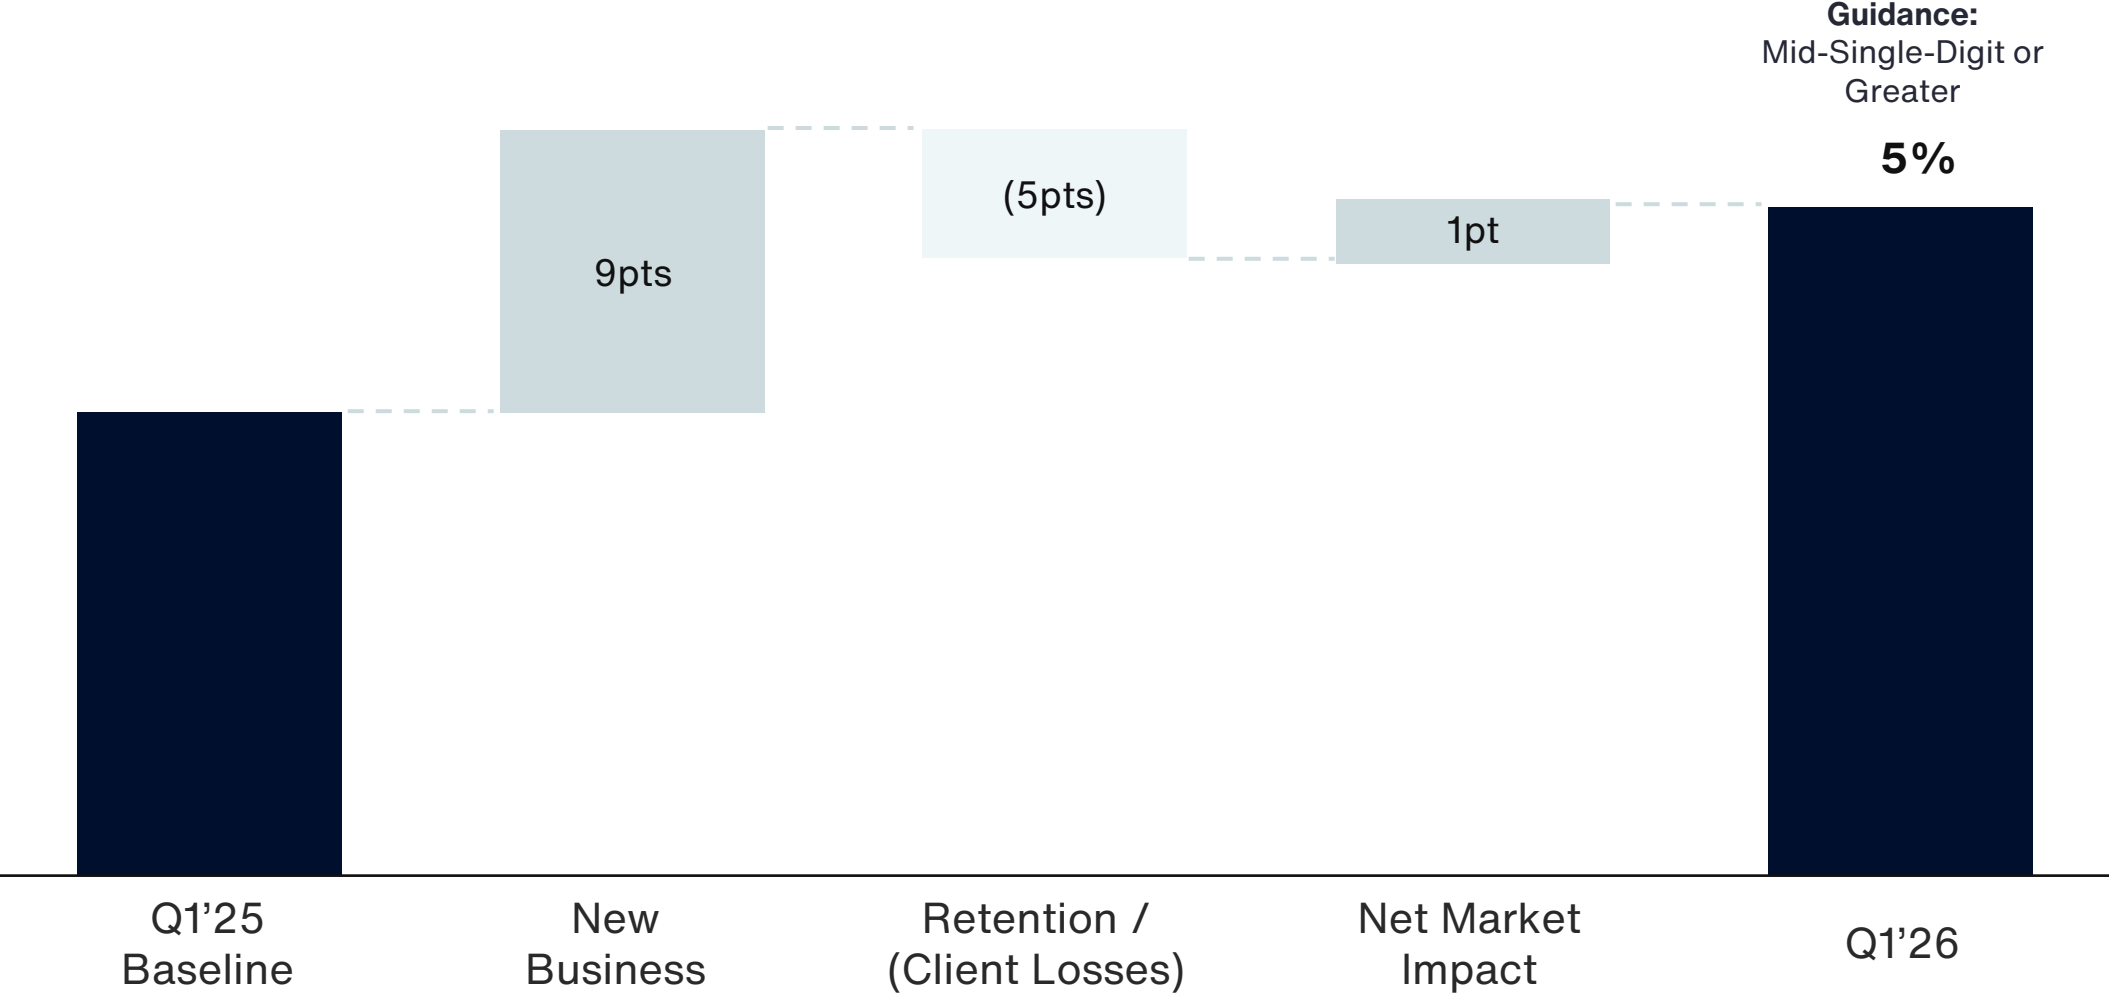 Guidance:
Mid-Single-Digit or
Greater
5%
9pts
(5pts)
1pt
Q1’25
Baseline
New
Business
Retention /
(Client Losses)
Net Market
Impact
Q1’26